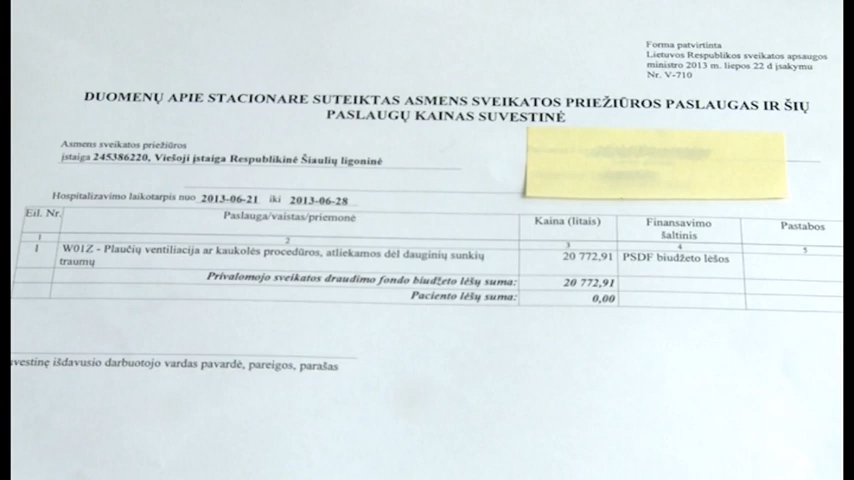 Forma patvirtinta
Lietuvos Respublikos sveikatos apsaugos
ministro 2013 m. liepos 22 d įsakymu
Nr. V-710
DUOMENŲ APIE STACIONARE SUTEIKTAS ASMENS SVEIKATOS PRIEŽIŪROS PASLAUGAS IR ŠIŲ
PASLAUGŲ KAINAS SUVESTINĖ
Asmens sveikatos priežiūros
įstaiga 245386220, Viešoji įstaiga Respublikinė Šiaulių ligoninė
Hospitalizavimo laikotarpis nuo 2013-06-21 iki 2013-06-28
Eil. Nr. Paslauga/vaistas/priemonė Kaina (litais) Finansavimo šaltinis Pastabos
1 2 3 4 5
1 W01Z - Plaučių ventiliacija ar kaukolės procedūros, atliekamos dėl dauginių sunkių 20 772,91 PSDF biudžeto lėšos
traumų
Privalomojo sveikatos draudimo fondo biudžeto lėšų suma: 20 772,91
Paciento lėšų suma: 0,00
uvestinę išdavusio darbuotojo vardas pavardė, pareigos, parašas